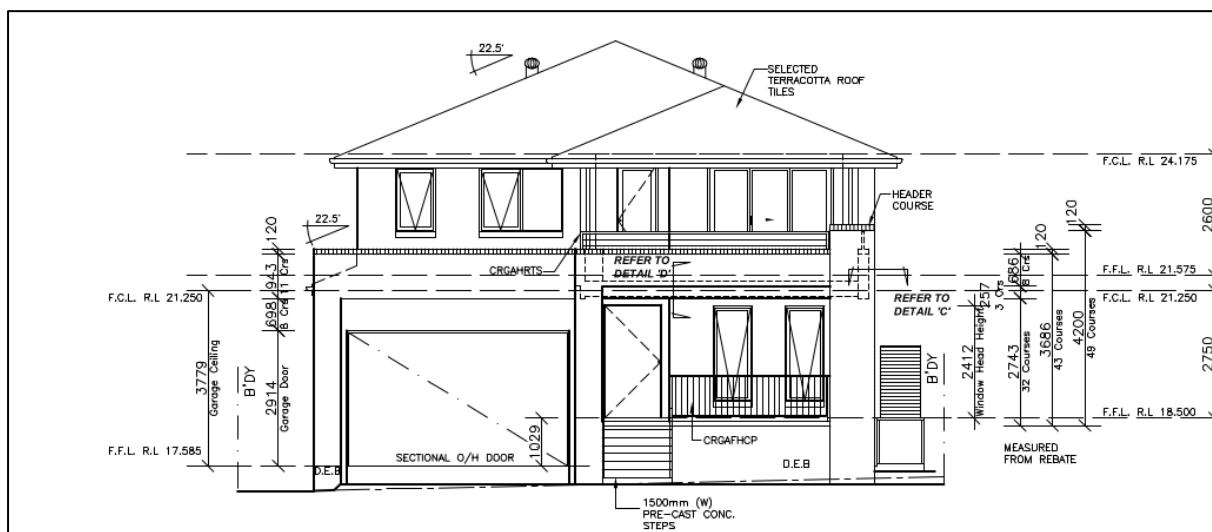 22.5'
22.5'
SELECTED
TERRACOTTA ROOF
TILES
F.C.L. R.L 24.175
HEADER
COURSE
22.5'
120
943
11 Crs
698
8 Crs
CRGAHRTS
REFER TO
DETAIL 'D'
REFER TO
DETAIL 'C'
F.C.L. R.L 21.250
3779
Garage Ceiling
B'DY
2914
Garage Door
F.F.L. R.L 17.585
D.E.B
SECTIONAL O/H DOOR
1029
CRGAFHCP
D.E.B
1500mm (W)
PRE-CAST CONC.
STEPS
B'DY
2412
Window Head Height
257
3 Crs
686
8 Crs
2743
32 Courses
120
3686
43 Courses
120
4200
49 Courses
MEASURED
FROM REBATE
2600
F.F.L. R.L 21.575
F.C.L. R.L 21.250
2750
F.F.L. R.L 18.500